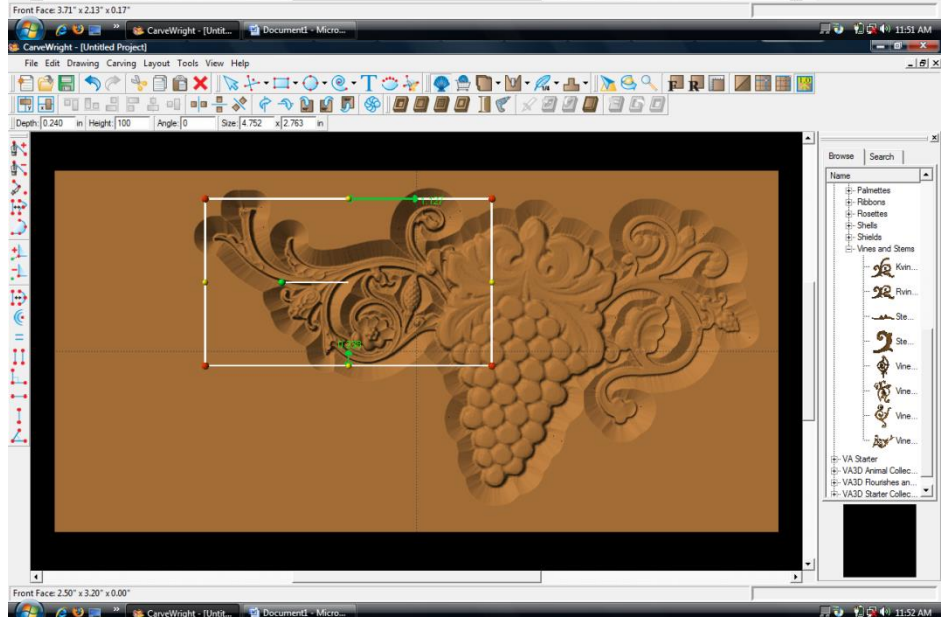 Front Face: 3.71" x 2.13" x 0.17"
CarveWright - [Untitl... Document1 - Micro... 11:51 AM
CarveWright - [Untitled Project]
File Edit Drawing Carving Layout Tools View Help
Depth: 0.240 in Height: 100 Angle: 0 Size: 4.752 x 2.763 in
Browse Search
Name
Palmettes
Ribbons
Rosettes
Shells
Shields
Vines and Stems
Kvin...
Rvin...
Ste...
Ste...
Vine...
Vine...
Vine...
Vine...
VA Starter
VA3D Animal Collec...
VA3D Flourishes an...
VA3D Starter Collec...
Front Face: 2.50" x 3.20" x 0.00"
CarveWright - [Untit... Document1 - Micro... 11:52 AM